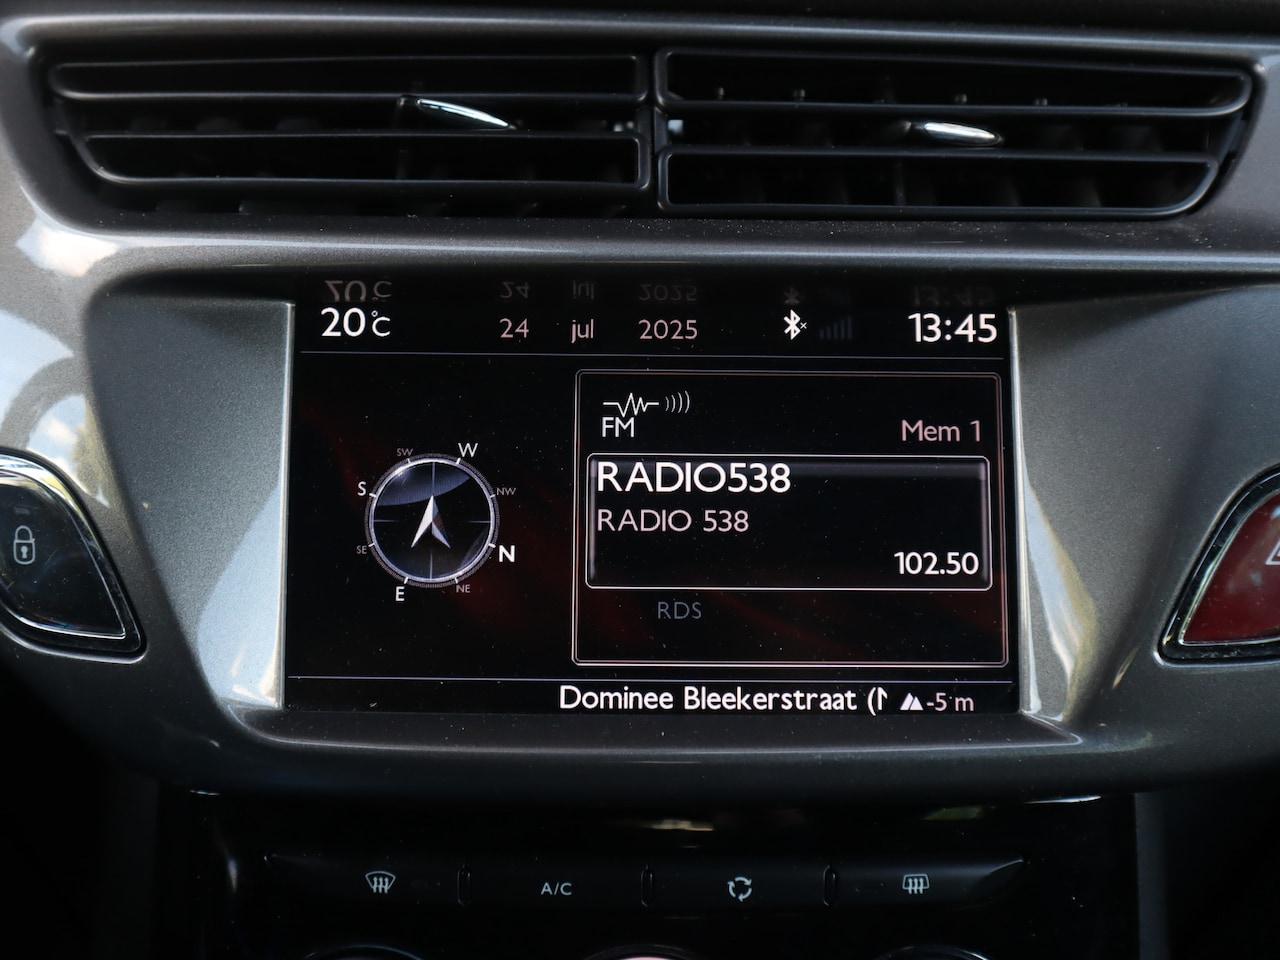 20°C 24 jul 2025 13:45
FM
Mem 1
RADIO538
RADIO 538
102.50
RDS
SW W
S NW
SE N
E NE
Dominee Bleekerstraat ( -5 m
A/C